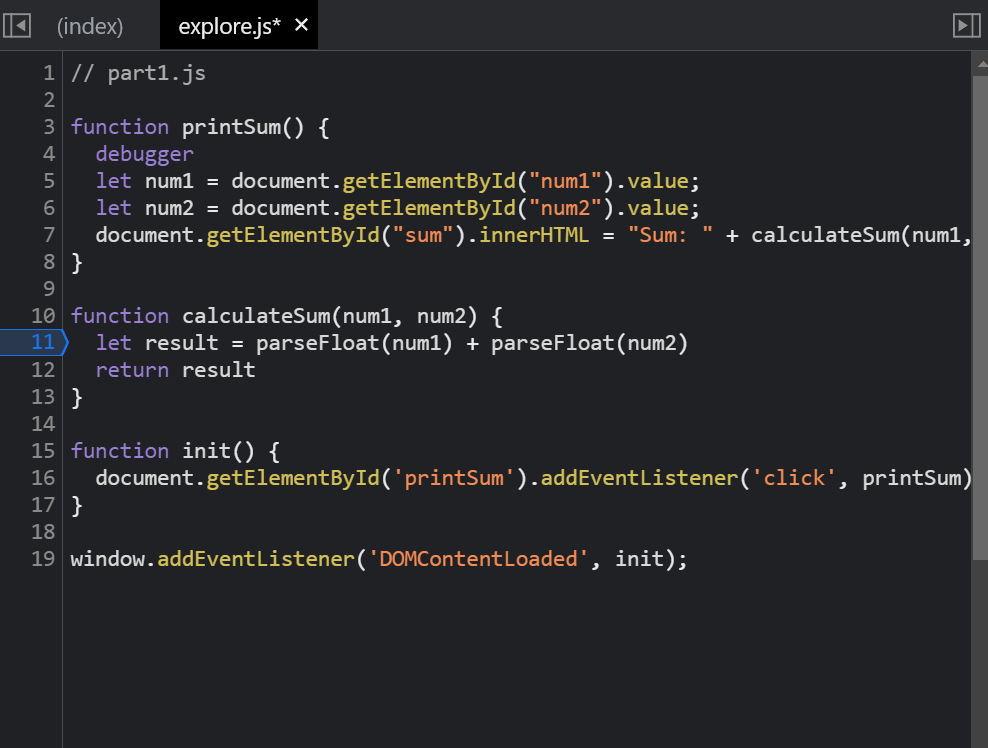 (index) explore.js* ×
1 // part1.js
2
3 function printSum() {
4   debugger
5   let num1 = document.getElementById("num1").value;
6   let num2 = document.getElementById("num2").value;
7   document.getElementById("sum").innerHTML = "Sum: " + calculateSum(num1,
8 }
9
10 function calculateSum(num1, num2) {
11   let result = parseFloat(num1) + parseFloat(num2)
12   return result
13 }
14
15 function init() {
16   document.getElementById('printSum').addEventListener('click', printSum)
17 }
18
19 window.addEventListener('DOMContentLoaded', init);